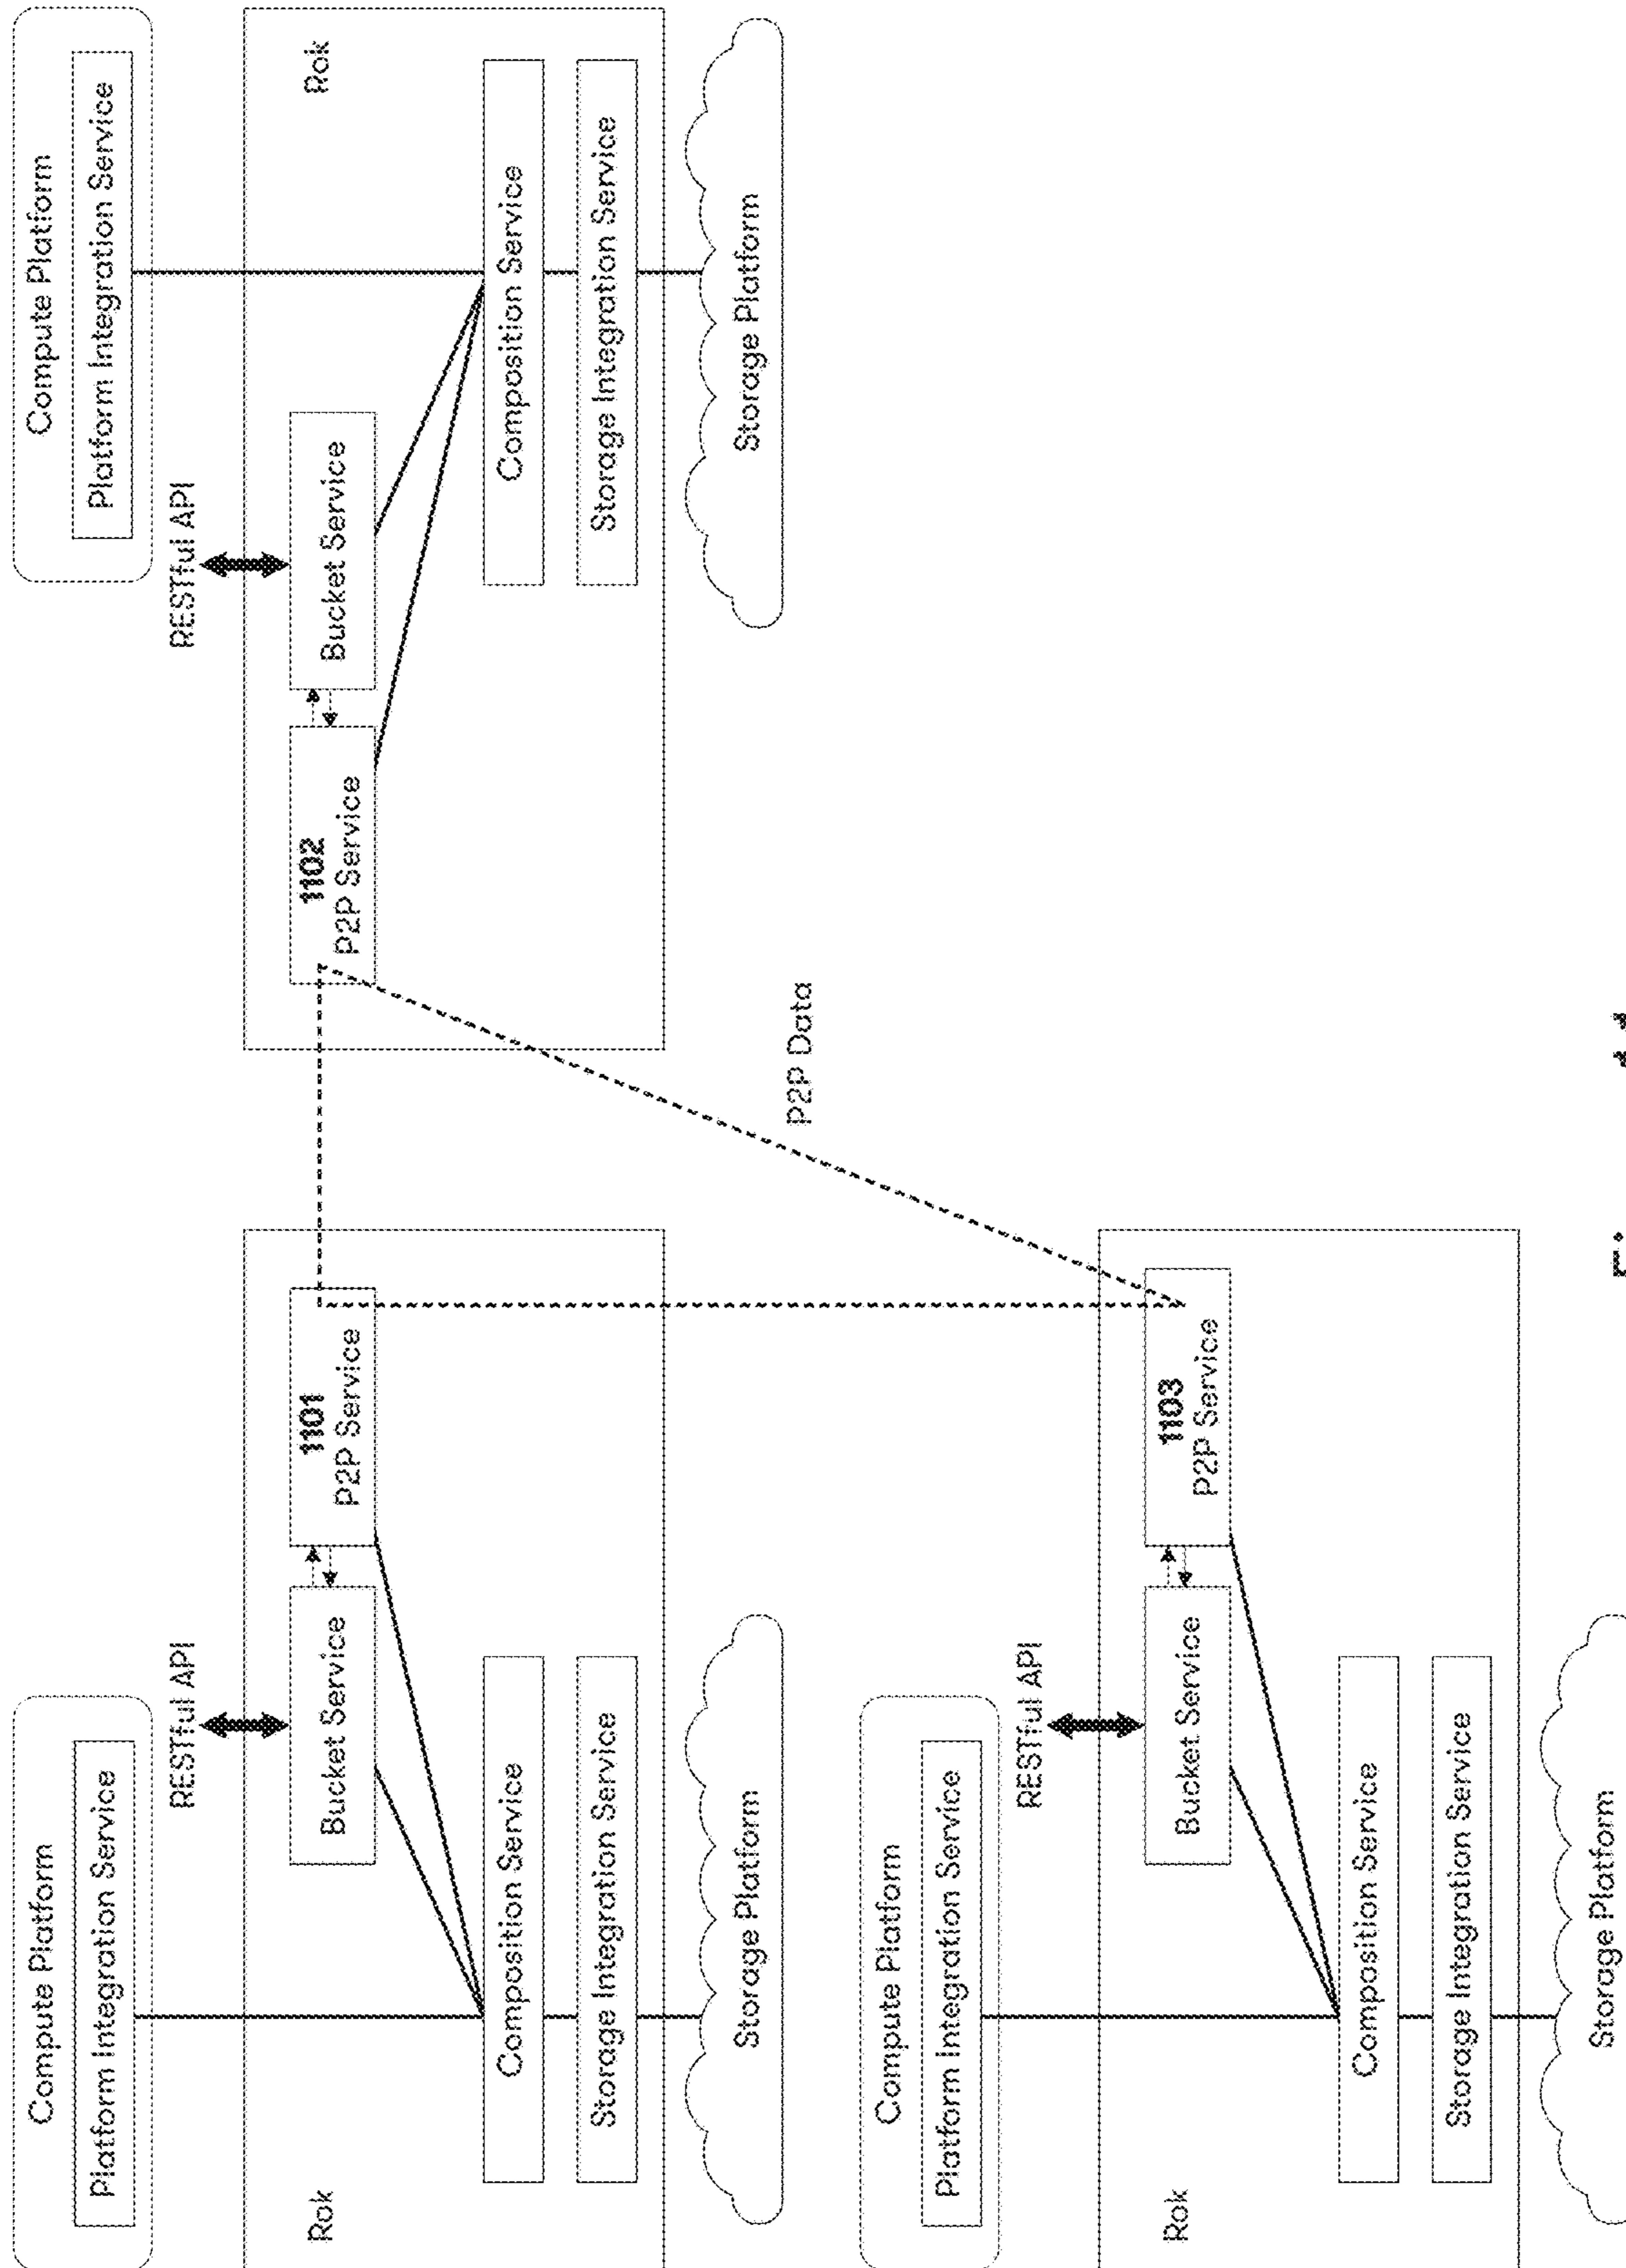 Compute Platform
Platform Integration Service
RESTful API
Rok
Bucket Service
1101
P2P Service
Composition Service
Storage Integration Service
Storage Platform
Compute Platform
Platform Integration Service
RESTful API
Rok
1102
P2P Service
Bucket Service
Composition Service
Storage Integration Service
Storage Platform
P2P Data
Compute Platform
Platform Integration Service
RESTful API
Rok
Bucket Service
1103
P2P Service
Composition Service
Storage Integration Service
Storage Platform